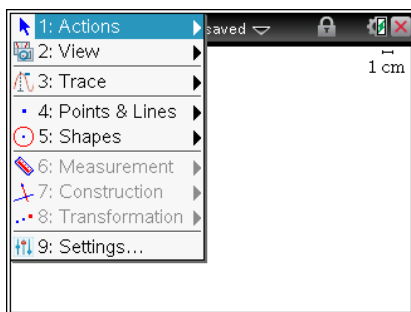 1: Actions
saved
2: View
1 cm
3: Trace
4: Points & Lines
5: Shapes
6: Measurement
7: Construction
8: Transformation
9: Settings...